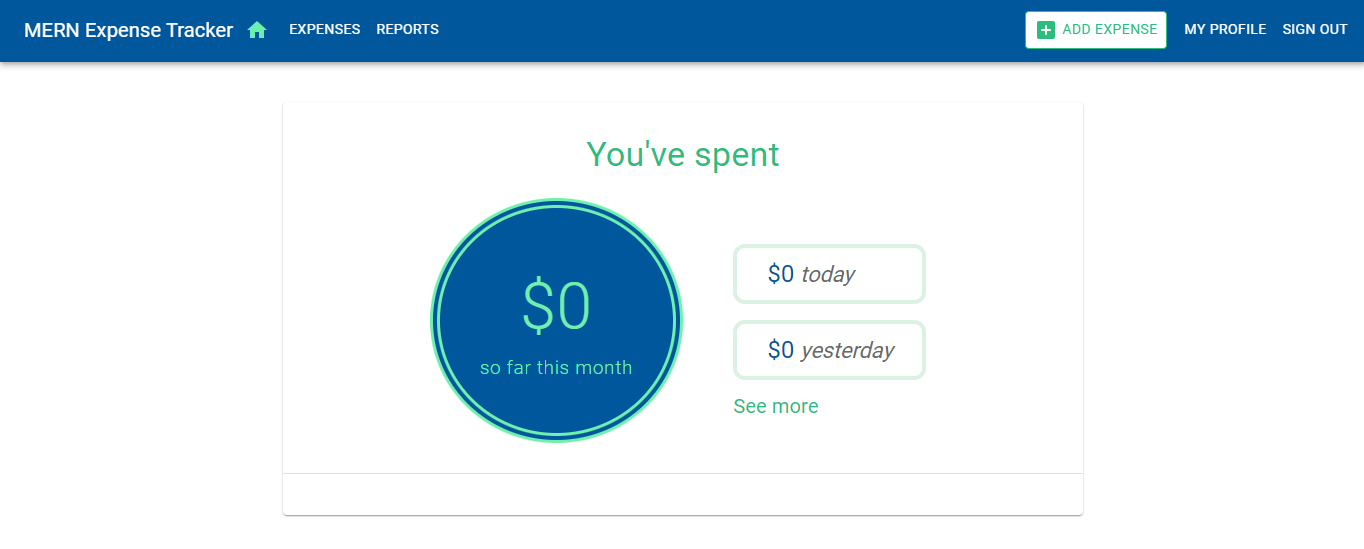 MERN Expense Tracker EXPENSES REPORTS ADD EXPENSE MY PROFILE SIGN OUT
You've spent
$0
so far this month
$0 today
$0 yesterday
See more